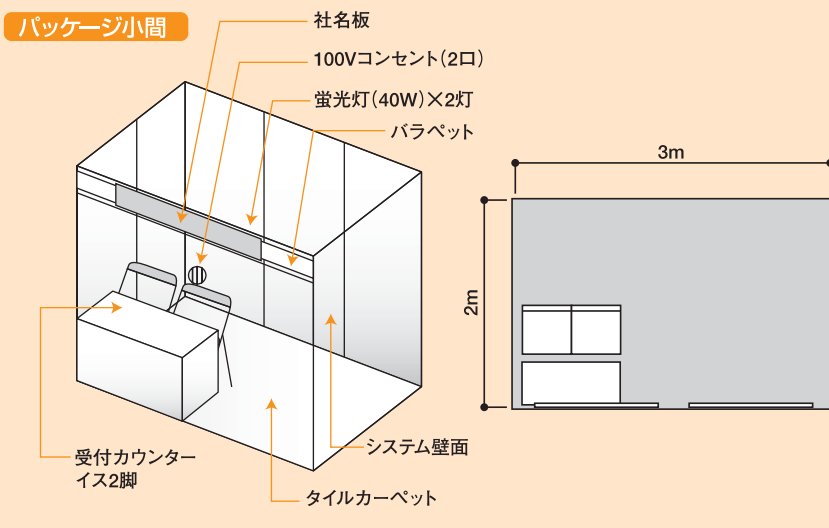 パッケージ小間
社名板
100Vコンセント(2口)
蛍光灯(40W)×2灯
バラペット
3m
2m
システム壁面
受付カウンター
イス2脚
タイルカーペット